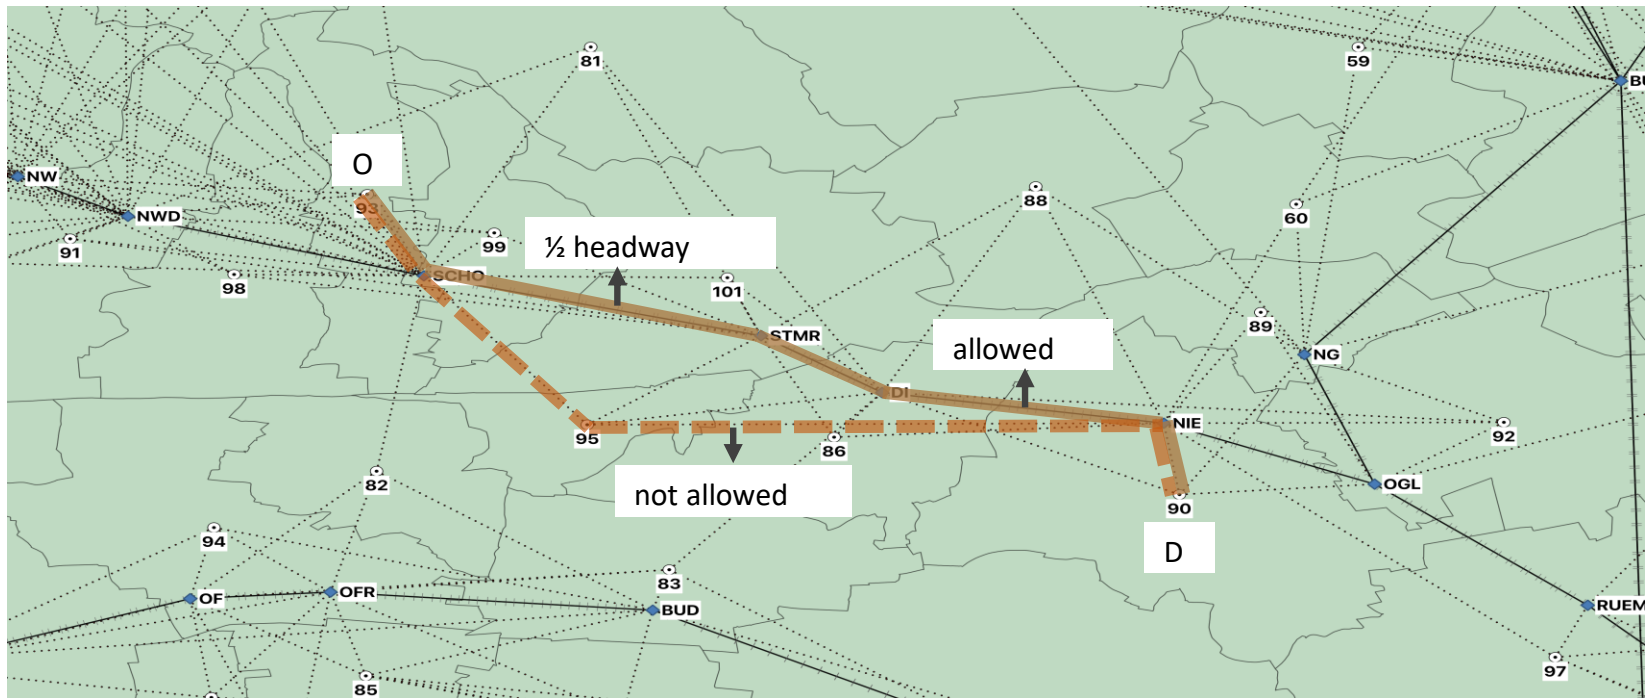 81
59
BU
O
NW
93
88
NWD
60
91
99
½ headway
SCHO
98
101
STMR
89
allowed
NG
DI
95
86
NIE
92
not allowed
82
OGL
90
94
D
83
OF
OFR
BUD
RUEM
97
85